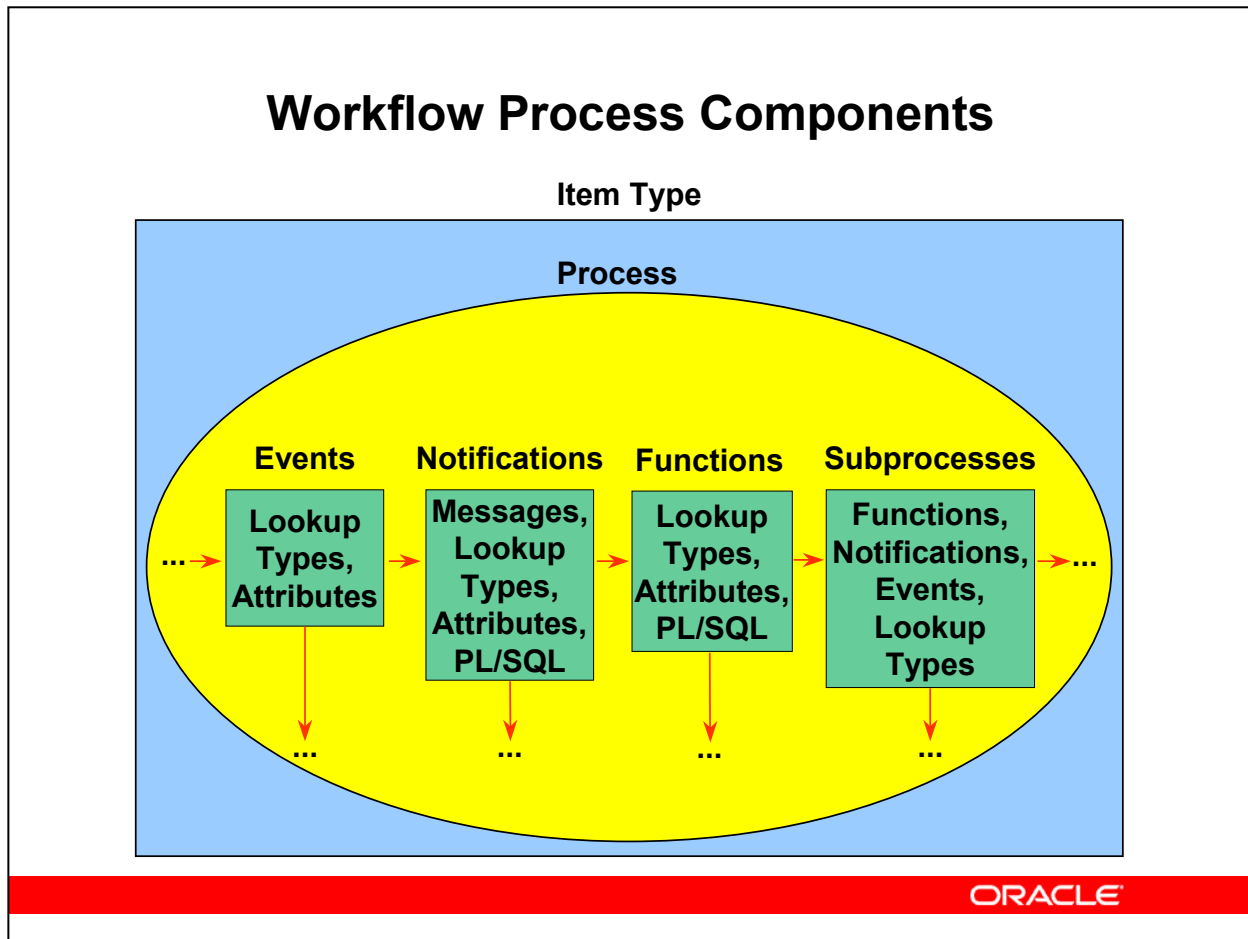 Workflow Process Components
Item Type
Process
Events
Notifications
Functions
Subprocesses
...
Lookup
Types,
Attributes
Messages,
Lookup
Types,
Attributes,
PL/SQL
Lookup
Types,
Attributes,
PL/SQL
Functions,
Notifications,
Events,
Lookup
Types
...
...
...
...
...
ORACLE